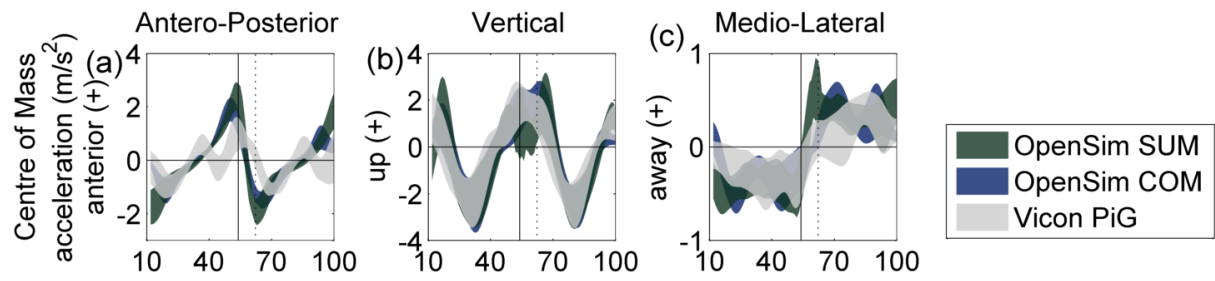 Antero-Posterior
Vertical
Medio-Lateral
Centre of Mass
acceleration (m/s²)
anterior (+)
(a)
4
2
0
-2
10 40 70 100
up (+)
(b)
4
2
0
-2
-4
10 40 70 100
away (+)
(c)
1
0
-1
10 40 70 100
OpenSim SUM
OpenSim COM
Vicon PiG